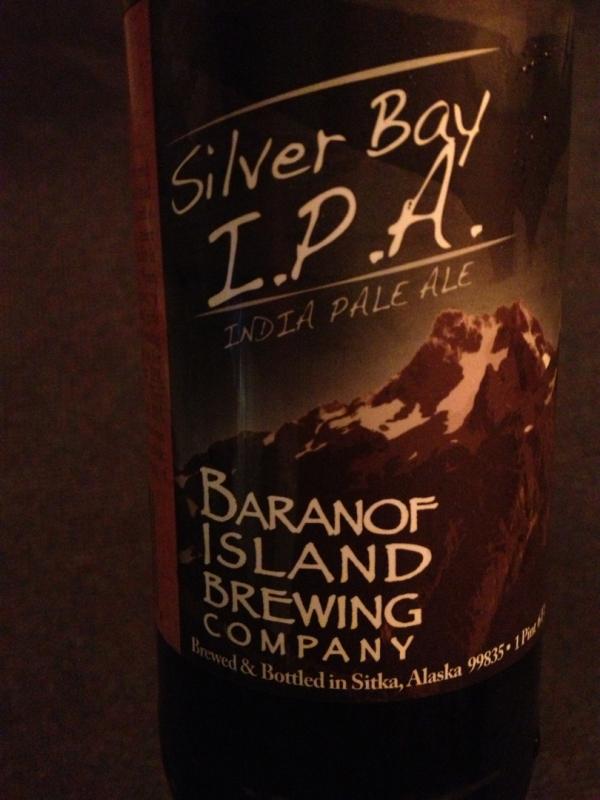 Silver Bay
I.P.A.
INDIA PALE ALE
BARANOF
ISLAND
BREWING
COMPANY
Brewed & Bottled in Sitka, Alaska 99835 • 1 Pint